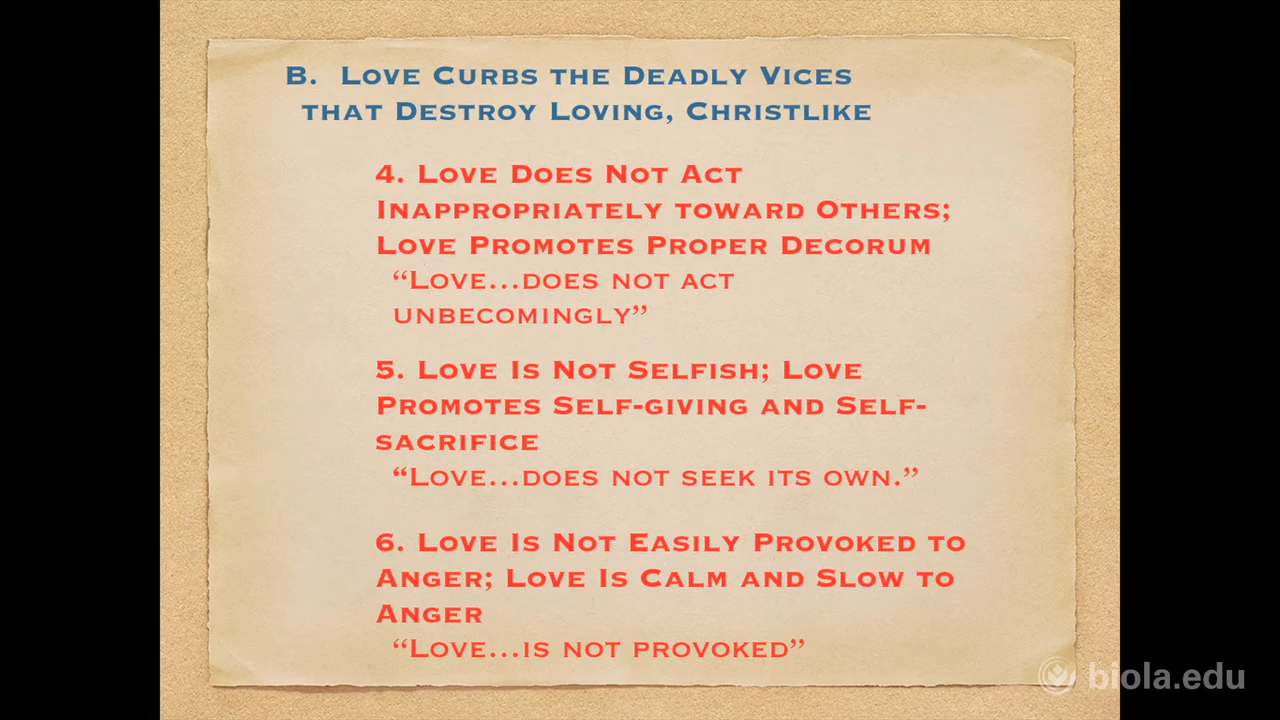 B. Love Curbs the Deadly Vices
that Destroy Loving, Christlike
4. Love Does Not Act
Inappropriately toward Others;
Love Promotes Proper Decorum
“Love…does not act
unbecomingly”
5. Love Is Not Selfish; Love
Promotes Self-giving and Self-
sacrifice
“Love…does not seek its own.”
6. Love Is Not Easily Provoked to
Anger; Love Is Calm and Slow to
Anger
“Love…is not provoked”
biola.edu